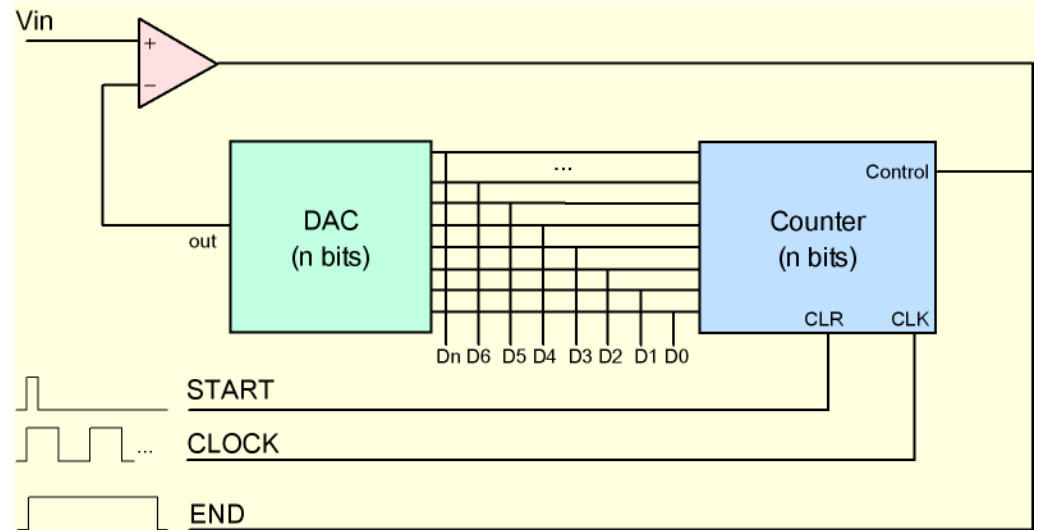 Vin
+
−
...
Control
DAC
(n bits)
out
Counter
(n bits)
CLR CLK
Dn D6 D5 D4 D3 D2 D1 D0
START
... CLOCK
END